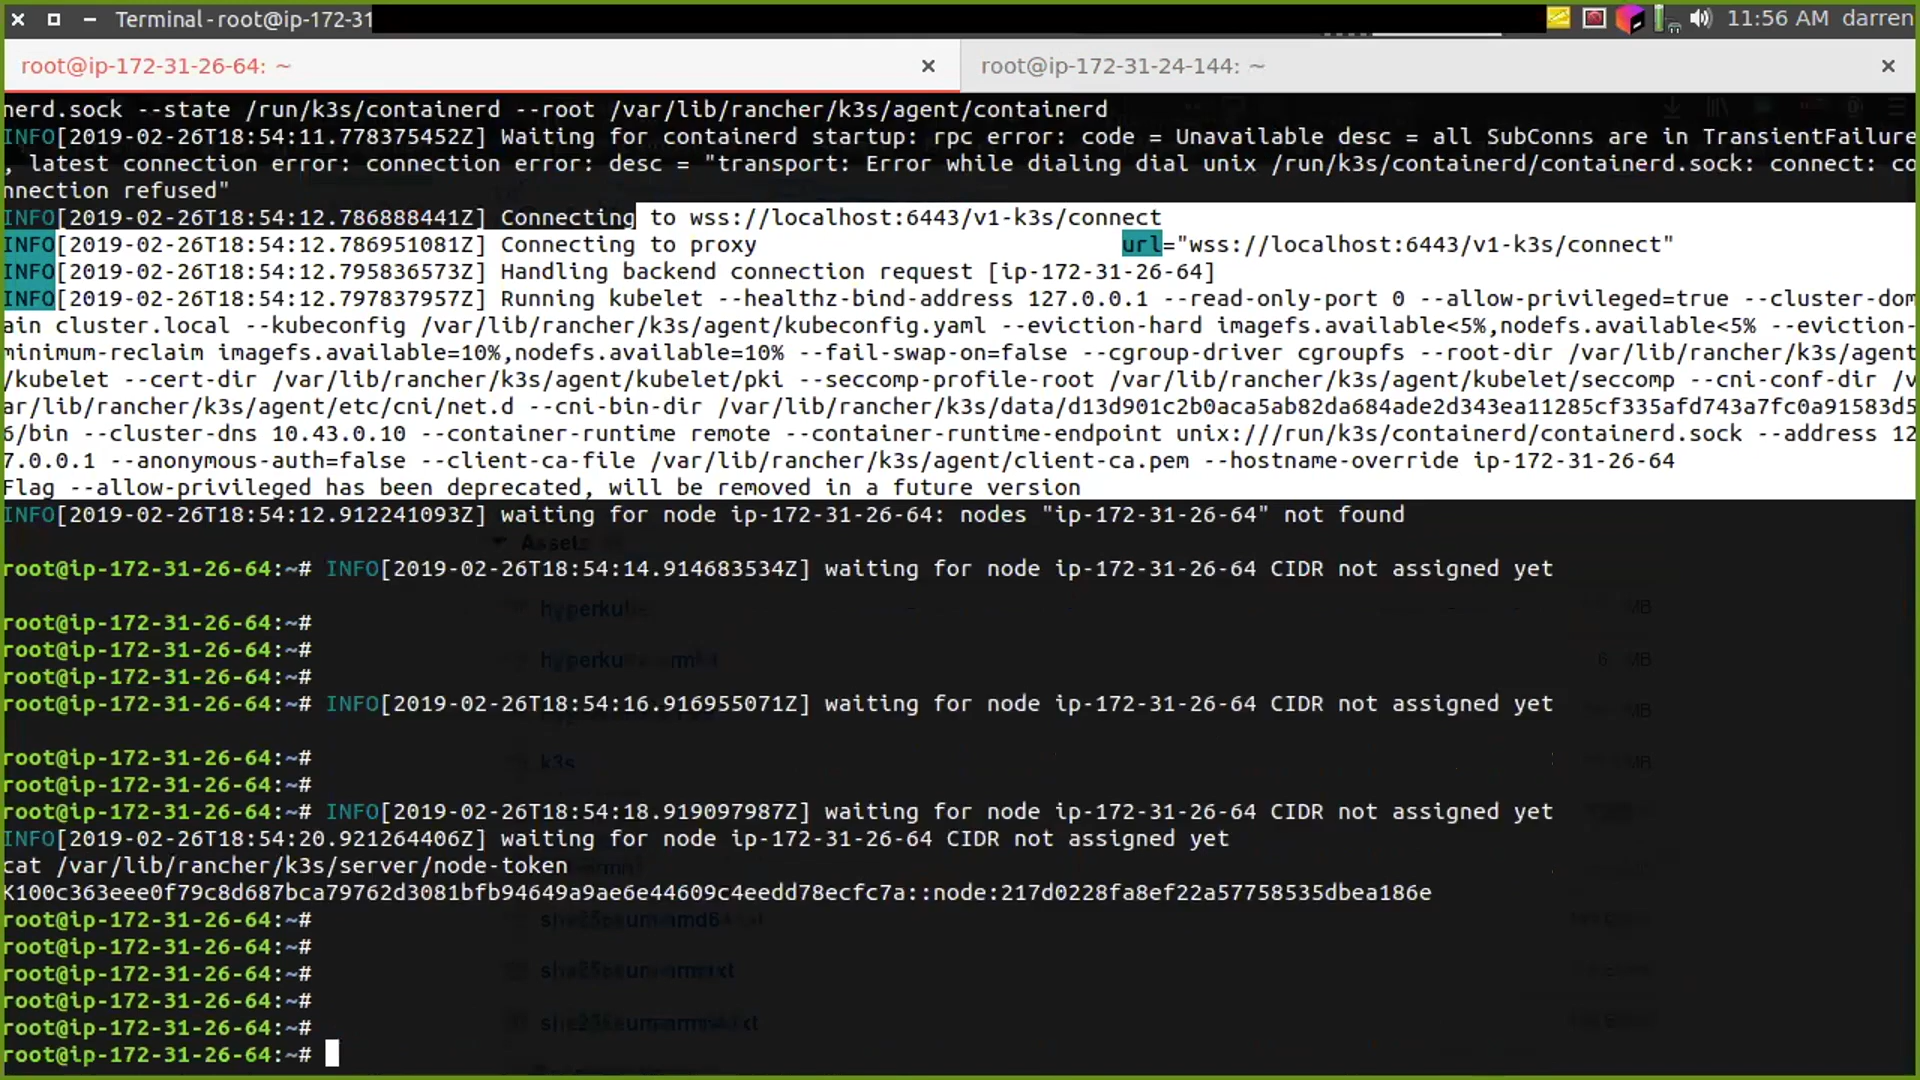 Terminal - root@ip-172-31
11:56 AM darren
root@ip-172-31-26-64: ~
root@ip-172-31-24-144: ~
nerd.sock --state /run/k3s/containerd --root /var/lib/rancher/k3s/agent/containerd
INFO[2019-02-26T18:54:11.778375452Z] Waiting for containerd startup: rpc error: code = Unavailable desc = all SubConns are in TransientFailure
, latest connection error: connection error: desc = "transport: Error while dialing dial unix /run/k3s/containerd/containerd.sock: connect: co
nnection refused"
INFO[2019-02-26T18:54:12.786888441Z] Connecting to wss://localhost:6443/v1-k3s/connect
INFO[2019-02-26T18:54:12.786951081Z] Connecting to proxy url="wss://localhost:6443/v1-k3s/connect"
INFO[2019-02-26T18:54:12.795836573Z] Handling backend connection request [ip-172-31-26-64]
INFO[2019-02-26T18:54:12.797837957Z] Running kubelet --healthz-bind-address 127.0.0.1 --read-only-port 0 --allow-privileged=true --cluster-dom
ain cluster.local --kubeconfig /var/lib/rancher/k3s/agent/kubeconfig.yaml --eviction-hard imagefs.available<5%,nodefs.available<5% --eviction-
minimum-reclaim imagefs.available=10%,nodefs.available=10% --fail-swap-on=false --cgroup-driver cgroupfs --root-dir /var/lib/rancher/k3s/agent
/kubelet --cert-dir /var/lib/rancher/k3s/agent/kubelet/pki --seccomp-profile-root /var/lib/rancher/k3s/agent/kubelet/seccomp --cni-conf-dir /v
ar/lib/rancher/k3s/agent/etc/cni/net.d --cni-bin-dir /var/lib/rancher/k3s/data/d13d901c2b0aca5ab82da684ade2d343ea11285cf335afd743a7fc0a91583d5
6/bin --cluster-dns 10.43.0.10 --container-runtime remote --container-runtime-endpoint unix:///run/k3s/containerd/containerd.sock --address 12
7.0.0.1 --anonymous-auth=false --client-ca-file /var/lib/rancher/k3s/agent/client-ca.pem --hostname-override ip-172-31-26-64
Flag --allow-privileged has been deprecated, will be removed in a future version
INFO[2019-02-26T18:54:12.912241093Z] waiting for node ip-172-31-26-64: nodes "ip-172-31-26-64" not found
Assets
root@ip-172-31-26-64:~# INFO[2019-02-26T18:54:14.914683534Z] waiting for node ip-172-31-26-64 CIDR not assigned yet
root@ip-172-31-26-64:~#
root@ip-172-31-26-64:~#
root@ip-172-31-26-64:~#
root@ip-172-31-26-64:~# INFO[2019-02-26T18:54:16.916955071Z] waiting for node ip-172-31-26-64 CIDR not assigned yet
root@ip-172-31-26-64:~#
k3s
root@ip-172-31-26-64:~#
root@ip-172-31-26-64:~# INFO[2019-02-26T18:54:18.919097987Z] waiting for node ip-172-31-26-64 CIDR not assigned yet
INFO[2019-02-26T18:54:20.921264406Z] waiting for node ip-172-31-26-64 CIDR not assigned yet
cat /var/lib/rancher/k3s/server/node-token
K100c363eee0f79c8d687bca79762d3081bfb94649a9ae6e44609c4eedd78ecfc7a::node:217d0228fa8ef22a57758535dbea186e
root@ip-172-31-26-64:~#
root@ip-172-31-26-64:~#
root@ip-172-31-26-64:~#
root@ip-172-31-26-64:~#
root@ip-172-31-26-64:~#
root@ip-172-31-26-64:~#